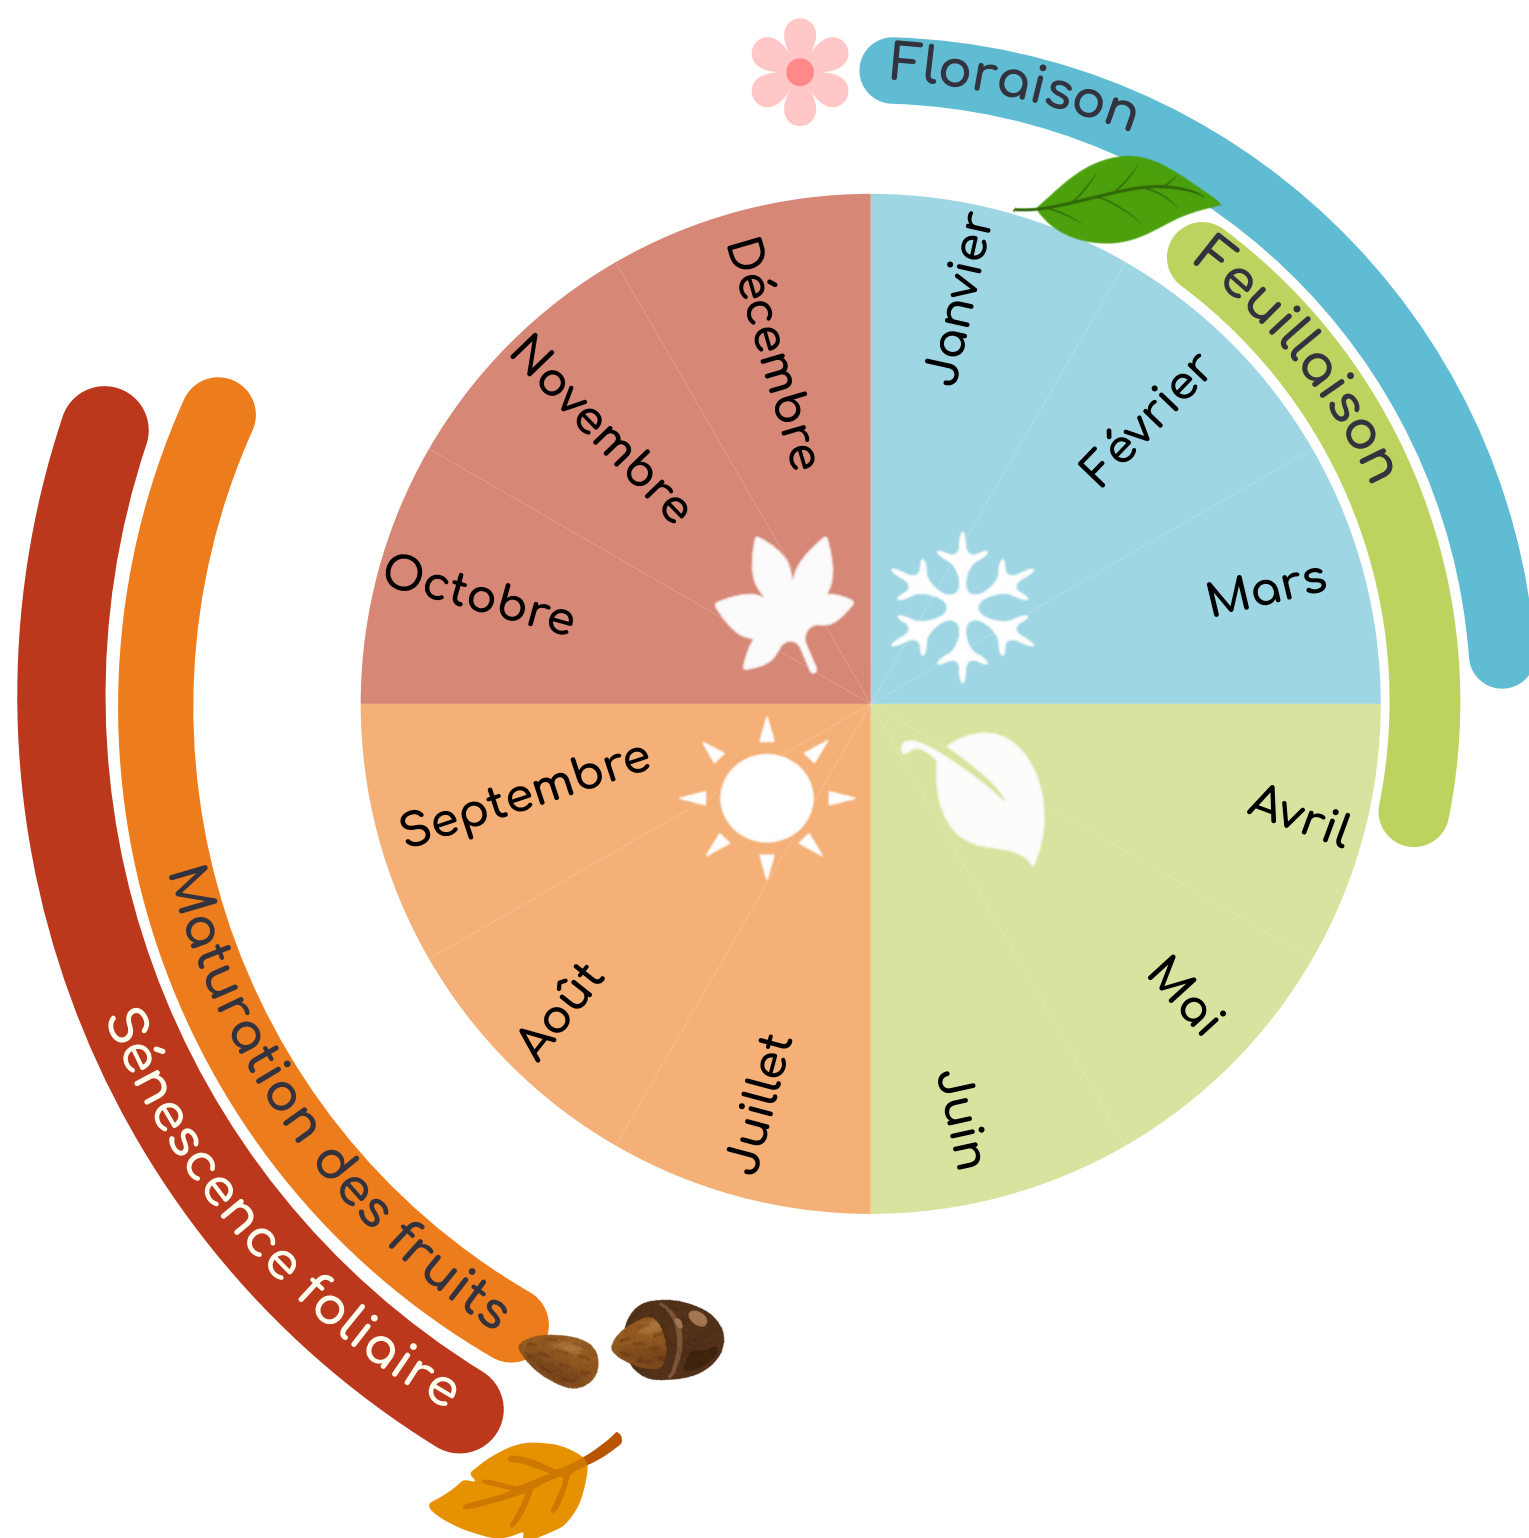 Floraison
Feuillaison
Janvier
Février
Mars
Avril
Mai
Juin
Juillet
Août
Septembre
Octobre
Novembre
Décembre
Maturation des fruits
Sénescence foliaire